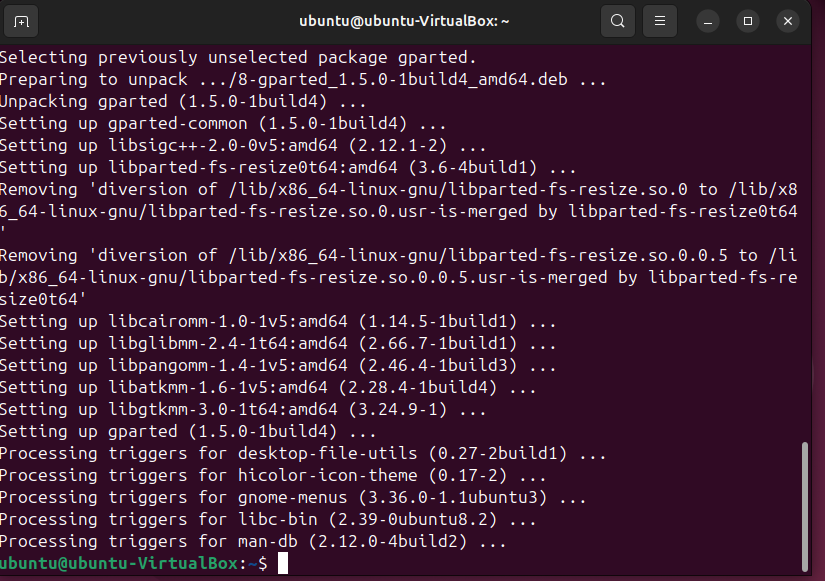 ubuntu@ubuntu-VirtualBox: ~
Selecting previously unselected package gparted.
Preparing to unpack .../8-gparted_1.5.0-1build4_amd64.deb ...
Unpacking gparted (1.5.0-1build4) ...
Setting up gparted-common (1.5.0-1build4) ...
Setting up libsigc++-2.0-0v5:amd64 (2.12.1-2) ...
Setting up libparted-fs-resize0t64:amd64 (3.6-4build1) ...
Removing 'diversion of /lib/x86_64-linux-gnu/libparted-fs-resize.so.0 to /lib/x8
6_64-linux-gnu/libparted-fs-resize.so.0.usr-is-merged by libparted-fs-resize0t64
'
Removing 'diversion of /lib/x86_64-linux-gnu/libparted-fs-resize.so.0.0.5 to /li
b/x86_64-linux-gnu/libparted-fs-resize.so.0.0.5.usr-is-merged by libparted-fs-re
size0t64'
Setting up libcairomm-1.0-1v5:amd64 (1.14.5-1build1) ...
Setting up libglibmm-2.4-1t64:amd64 (2.66.7-1build1) ...
Setting up libpangomm-1.4-1v5:amd64 (2.46.4-1build3) ...
Setting up libatkmm-1.6-1v5:amd64 (2.28.4-1build4) ...
Setting up libgtkmm-3.0-1t64:amd64 (3.24.9-1) ...
Setting up gparted (1.5.0-1build4) ...
Processing triggers for desktop-file-utils (0.27-2build1) ...
Processing triggers for hicolor-icon-theme (0.17-2) ...
Processing triggers for gnome-menus (3.36.0-1.1ubuntu3) ...
Processing triggers for libc-bin (2.39-0ubuntu8.2) ...
Processing triggers for man-db (2.12.0-4build2) ...
ubuntu@ubuntu-VirtualBox:~$